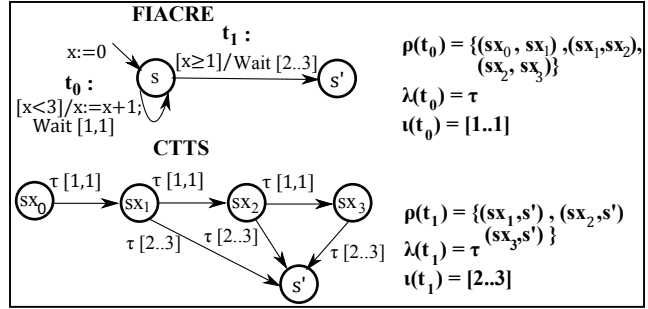 FIACRE
x:=0
t₁ :
[x≥1]/Wait [2..3]
s
s'
t₀ :
[x<3]/x:=x+1;
Wait [1,1]
ρ(t₀) = {(sx₀ , sx₁) ,(sx₁,sx₂),
(sx₂, sx₃)}
λ(t₀) = τ
ι(t₀) = [1..1]
CTTS
τ [1,1] τ [1,1] τ [1,1]
sx₀ sx₁ sx₂ sx₃
τ [2..3] τ [2..3] τ [2..3]
s'
ρ(t₁) = {(sx₁,s') , (sx₂,s')
(sx₃,s') }
λ(t₁) = τ
ι(t₁) = [2..3]